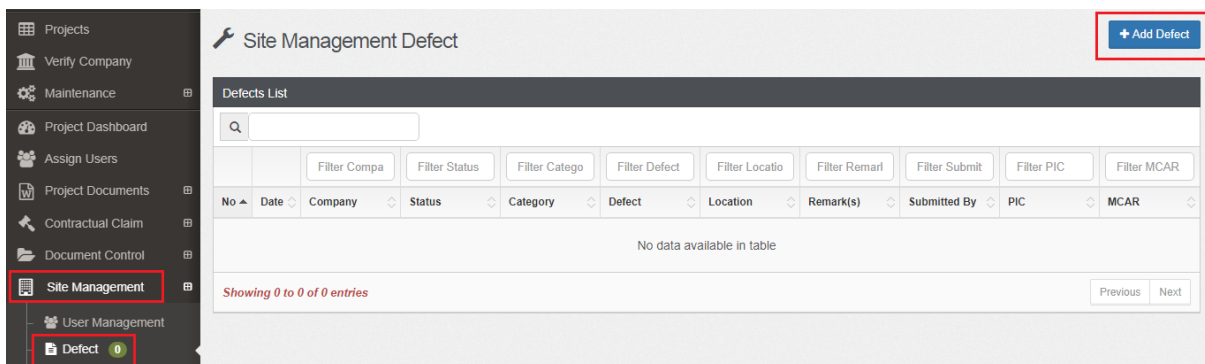 Projects
Verify Company
Maintenance
Project Dashboard
Assign Users
Project Documents
Contractual Claim
Document Control
Site Management
User Management
Defect 0
Site Management Defect
+ Add Defect
Defects List
Filter Compa Filter Status Filter Catego Filter Defect Filter Locatio Filter Remarl Filter Submit Filter PIC Filter MCAR
No Date Company Status Category Defect Location Remark(s) Submitted By PIC MCAR
No data available in table
Showing 0 to 0 of 0 entries
Previous Next